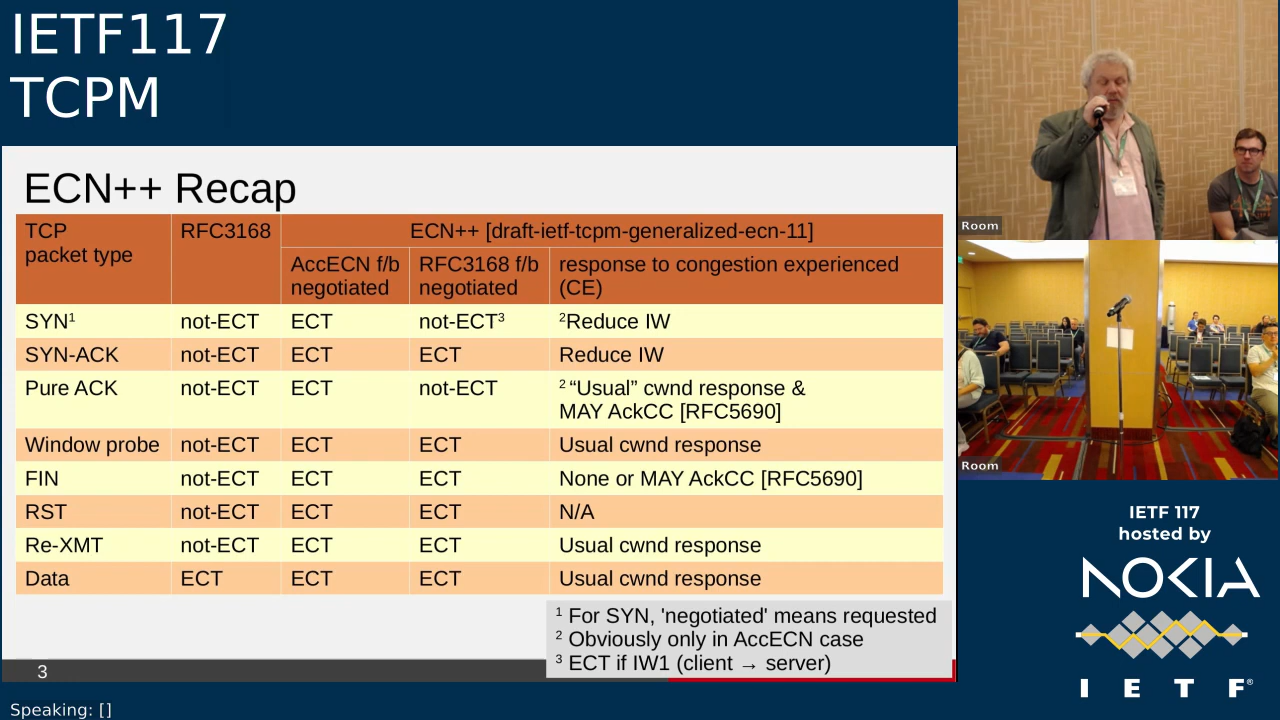 IETF117
TCPM
ECN++ Recap
TCP
packet type
RFC3168
ECN++ [draft-ietf-tcpm-generalized-ecn-11]
AccECN f/b
negotiated
RFC3168 f/b
negotiated
response to congestion experienced
(CE)
SYN¹ not-ECT ECT not-ECT³ ²Reduce IW
SYN-ACK not-ECT ECT ECT Reduce IW
Pure ACK not-ECT ECT not-ECT ² “Usual” cwnd response &
MAY AckCC [RFC5690]
Window probe not-ECT ECT ECT Usual cwnd response
FIN not-ECT ECT ECT None or MAY AckCC [RFC5690]
RST not-ECT ECT ECT N/A
Re-XMT not-ECT ECT ECT Usual cwnd response
Data ECT ECT ECT Usual cwnd response
¹ For SYN, 'negotiated' means requested
² Obviously only in AccECN case
³ ECT if IW1 (client → server)
3
Speaking: []
Room
Room
IETF 117
hosted by
NOKIA
I E T F®